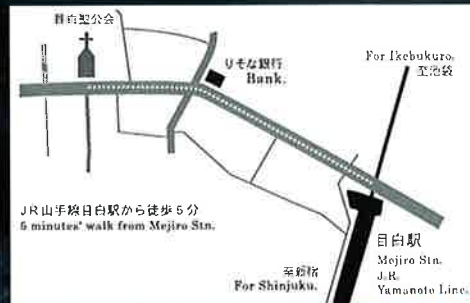 目白聖公会
りそな銀行
Bank.
For Ikebukuro.
至池袋
JR山手線目白駅から徒歩5分
5 minutes' walk from Mejiro Stn.
目白駅
Mejiro Stn.
J.R.
Yamanote Line.
至新宿
For Shinjuku.